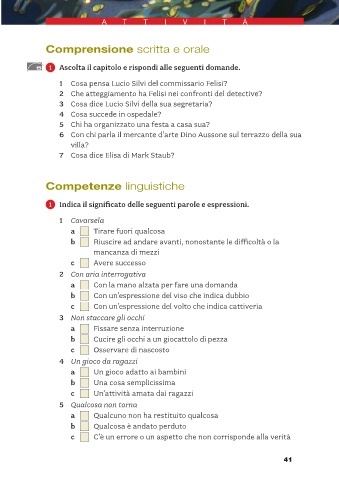 ATTIVITÀ
Comprensione scritta e orale
1 Ascolta il capitolo e rispondi alle seguenti domande.
1 Cosa pensa Lucio Silvi del commissario Felisi?
2 Che atteggiamento ha Felisi nei confronti del detective?
3 Cosa dice Lucio Silvi della sua segretaria?
4 Cosa succede in ospedale?
5 Chi ha organizzato una festa a casa sua?
6 Con chi parla il mercante d'arte Dino Aussone sul terrazzo della sua
villa?
7 Cosa dice Elisa di Mark Staub?
Competenze linguistiche
1 Indica il significato delle seguenti parole e espressioni.
1 Cavarsela
a Tirare fuori qualcosa
b Riuscire ad andare avanti, nonostante le difficoltà o la
mancanza di mezzi
c Avere successo
2 Con aria interrogativa
a Con la mano alzata per fare una domanda
b Con un'espressione del viso che indica dubbio
c Con un'espressione del volto che indica cattiveria
3 Non staccare gli occhi
a Fissare senza interruzione
b Cucire gli occhi a un giocattolo di pezza
c Osservare di nascosto
4 Un gioco da ragazzi
a Un gioco adatto ai bambini
b Una cosa semplicissima
c Un'attività amata dai ragazzi
5 Qualcosa non torna
a Qualcuno non ha restituito qualcosa
b Qualcosa è andato perduto
c C'è un errore o un aspetto che non corrisponde alla verità
41